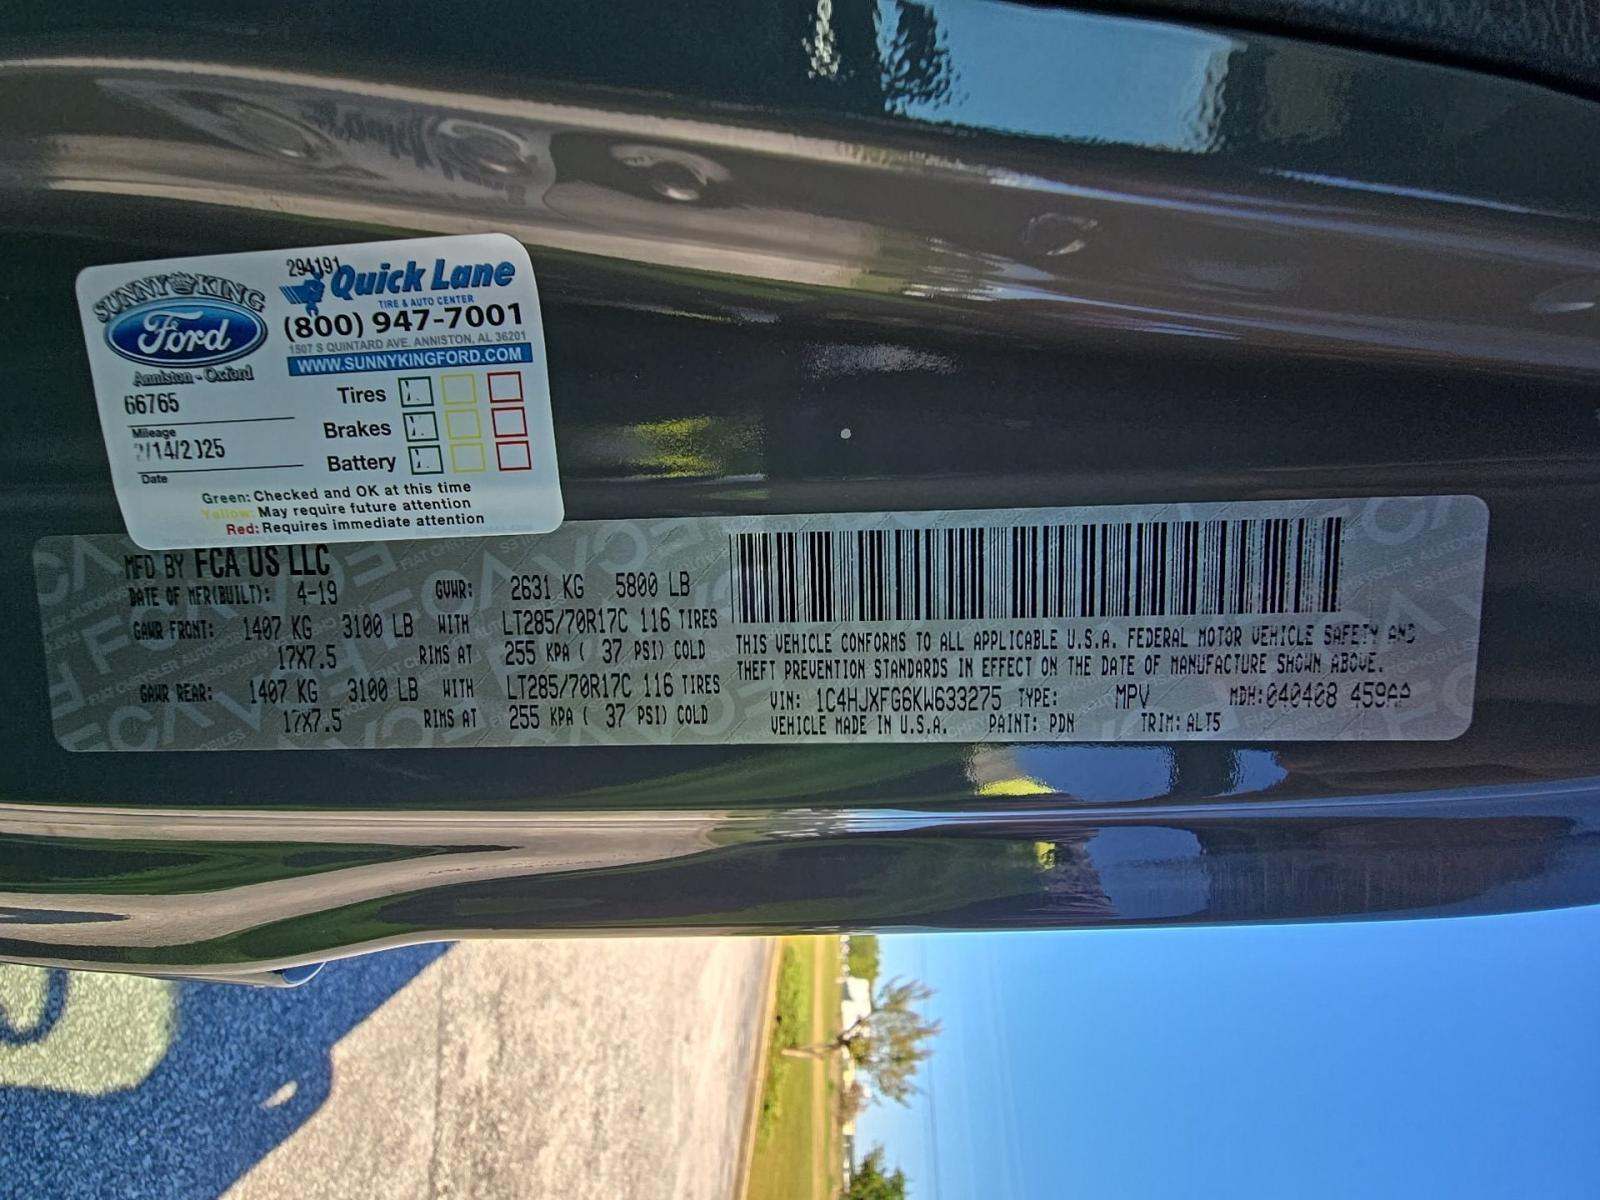 SUNNY KING
Ford
Anniston - Oxford
294191
Quick Lane
TIRE & AUTO CENTER
(800) 947-7001
1507 S QUINTARD AVE. ANNISTON, AL 36201
WWW.SUNNYKINGFORD.COM
66765
Mileage
/14/2025
Date
Tires
Brakes
Battery
Green: Checked and OK at this time
Yellow: May require future attention
Red: Requires immediate attention
MFD BY FCA US LLC
DATE OF MFR(BUILT): 4-19 GVWR: 2631 KG 5800 LB
GAWR FRONT: 1407 KG 3100 LB WITH LT285/70R17C 116 TIRES
17X7.5 RIMS AT 255 KPA ( 37 PSI) COLD
GAWR REAR: 1407 KG 3100 LB WITH LT285/70R17C 116 TIRES
17X7.5 RIMS AT 255 KPA ( 37 PSI) COLD
THIS VEHICLE CONFORMS TO ALL APPLICABLE U.S.A. FEDERAL MOTOR VEHICLE SAFETY AND
THEFT PREVENTION STANDARDS IN EFFECT ON THE DATE OF MANUFACTURE SHOWN ABOVE.
VIN: 1C4HJXFG6KW633275 TYPE: MPV MDH:040408 459AA
VEHICLE MADE IN U.S.A. PAINT: PDN TRIM: ALT5